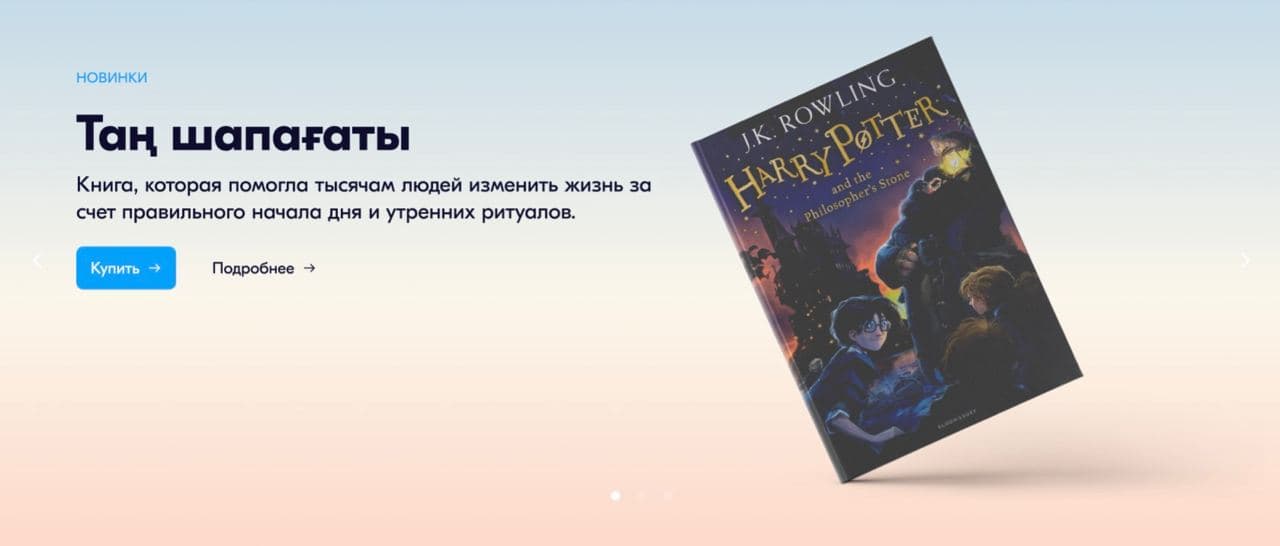 НОВИНКИ
Таң шапағаты
Книга, которая помогла тысячам людей изменить жизнь за
счет правильного начала дня и утренних ритуалов.
Купить →
Подробнее →
J.K. ROWLING
HARRY POTTER
and the
Philosopher's Stone
BLOOMSBURY